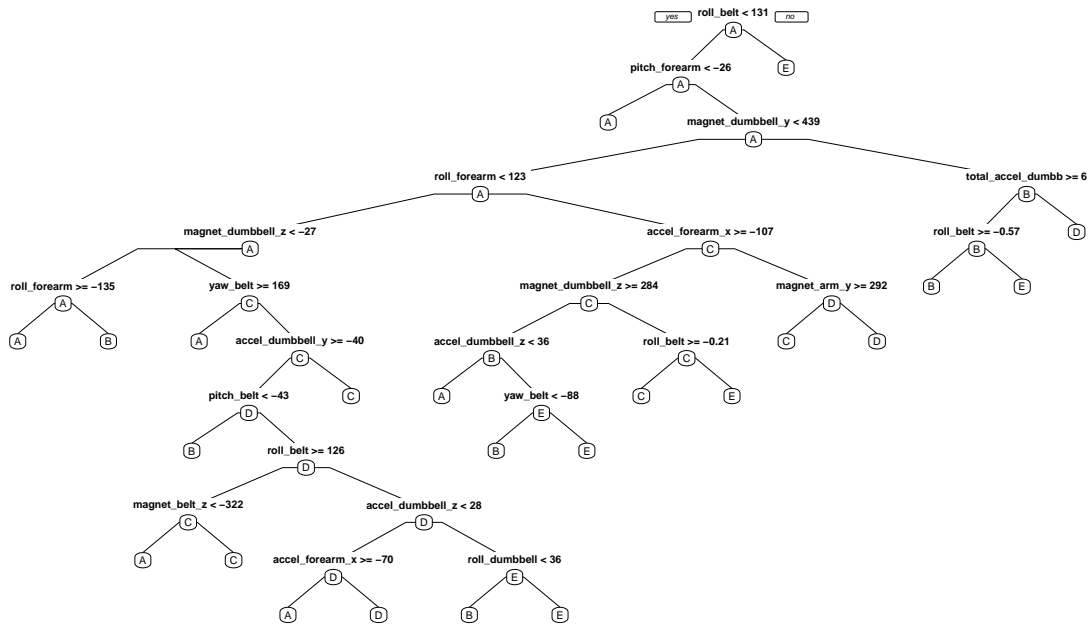 yes roll_belt < 131 no
A
pitch_forearm < −26 E
A
A magnet_dumbbell_y < 439
A
roll_forearm < 123 total_accel_dumbb >= 6
A B
magnet_dumbbell_z < −27 accel_forearm_x >= −107 roll_belt >= −0.57 D
A C B
roll_forearm >= −135 yaw_belt >= 169 magnet_dumbbell_z >= 284 magnet_arm_y >= 292 B E
A C C D
A B A accel_dumbbell_y >= −40 accel_dumbbell_z < 36 roll_belt >= −0.21 C D
C B C
pitch_belt < −43 C A yaw_belt < −88 C E
D E
B roll_belt >= 126 B E
D
magnet_belt_z < −322 accel_dumbbell_z < 28
C D
A C accel_forearm_x >= −70 roll_dumbbell < 36
D E
A D B E